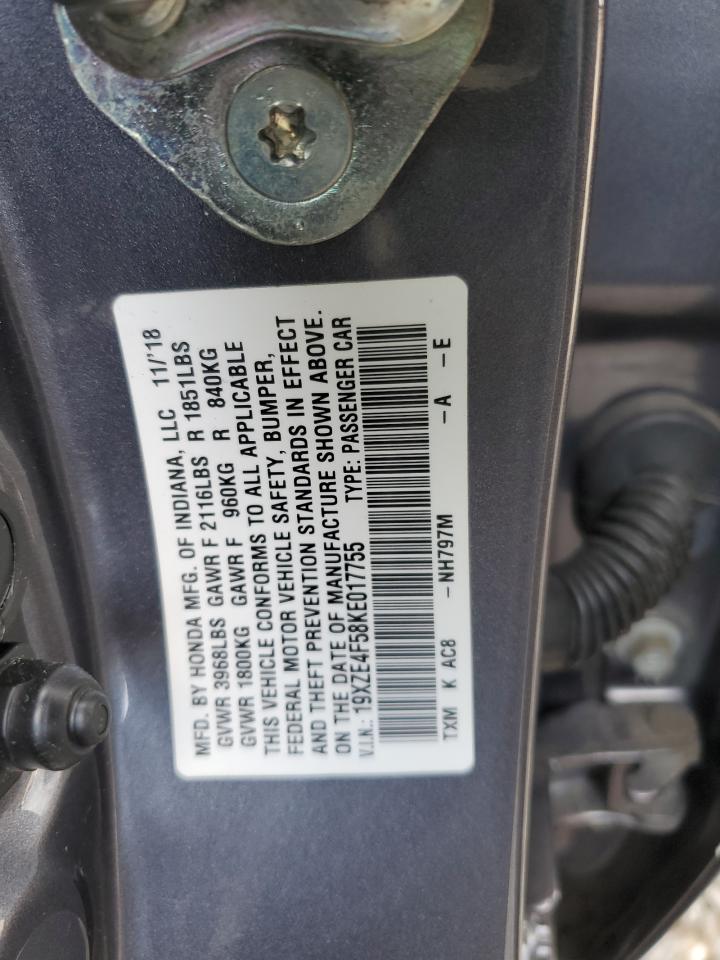 MFD. BY HONDA MFG. OF INDIANA, LLC 11/'18
GVWR 3968LBS GAWR F 2116LBS R 1851LBS
GVWR 1800KG GAWR F 960KG R 840KG
THIS VEHICLE CONFORMS TO ALL APPLICABLE
FEDERAL MOTOR VEHICLE SAFETY, BUMPER,
AND THEFT PREVENTION STANDARDS IN EFFECT
ON THE DATE OF MANUFACTURE SHOWN ABOVE.
V.I.N.: 19XZE4F58KE017755 TYPE: PASSENGER CAR
TXM K AC8 -NH797M -A -E